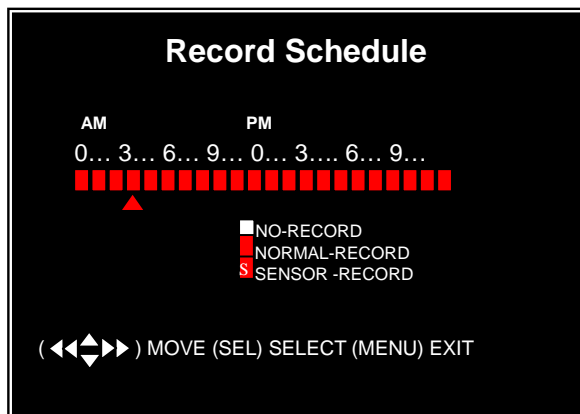 Record Schedule
AM PM
0... 3... 6... 9... 0... 3.... 6... 9...
NO-RECORD
NORMAL-RECORD
S SENSOR -RECORD
( ) MOVE (SEL) SELECT (MENU) EXIT